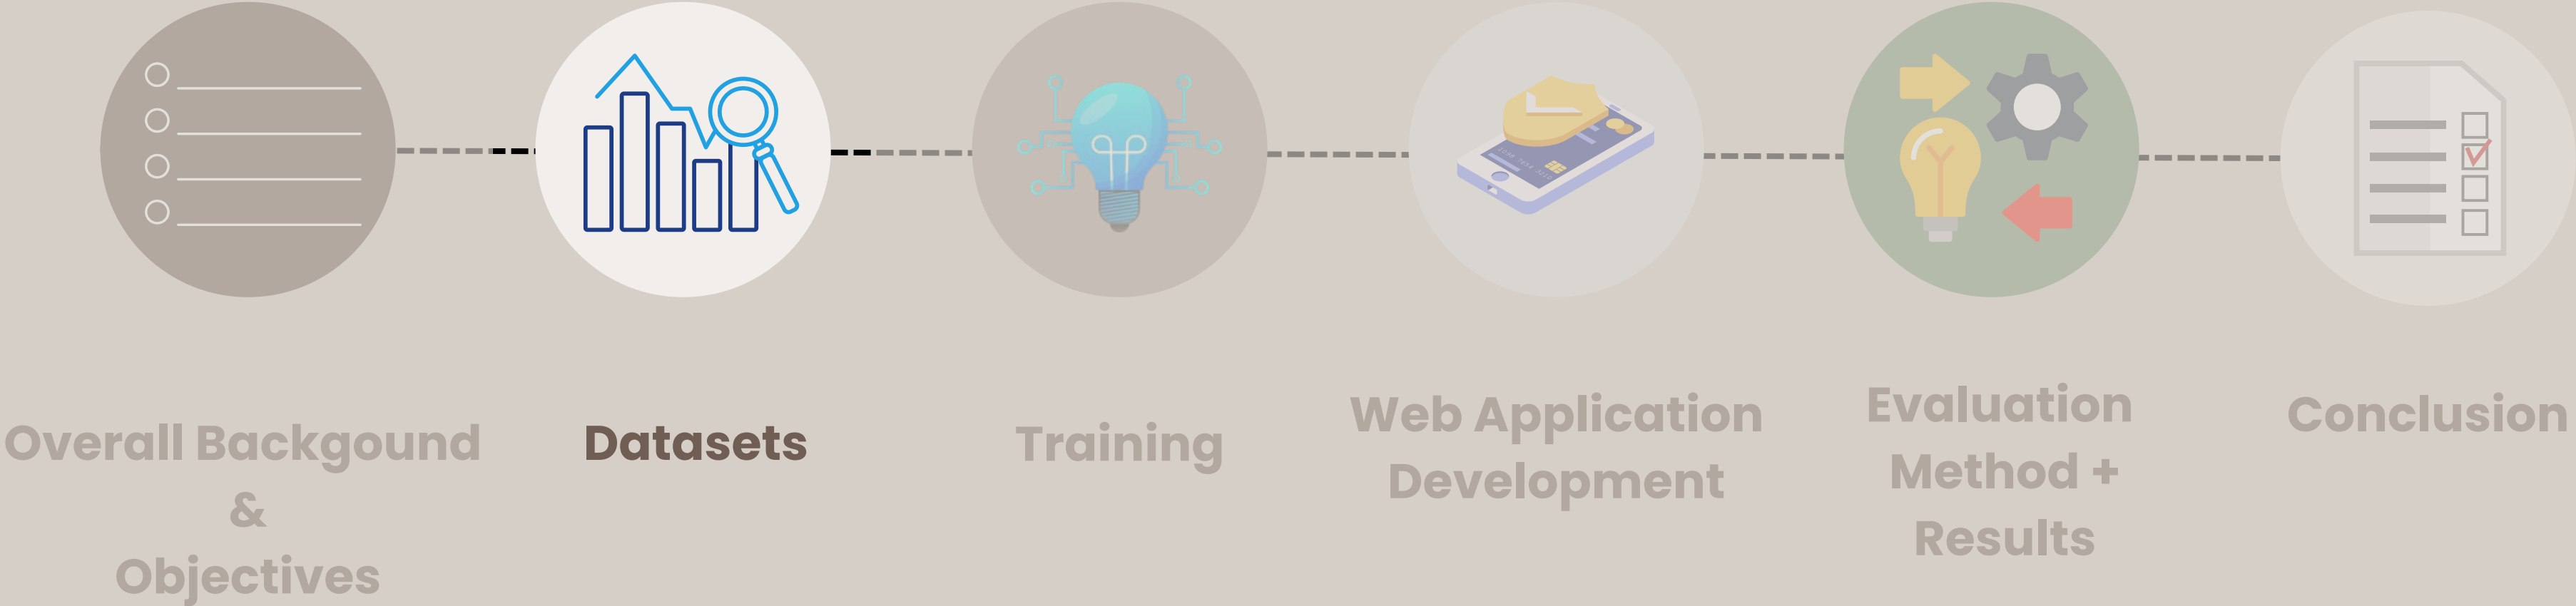 Overall Backgound
&
Objectives
Datasets
Training
Web Application
Development
Evaluation
Method +
Results
Conclusion